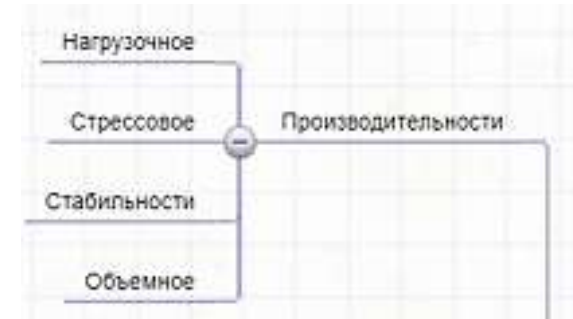 Нагрузочное
Стрессовое
Производительности
Стабильности
Объемное